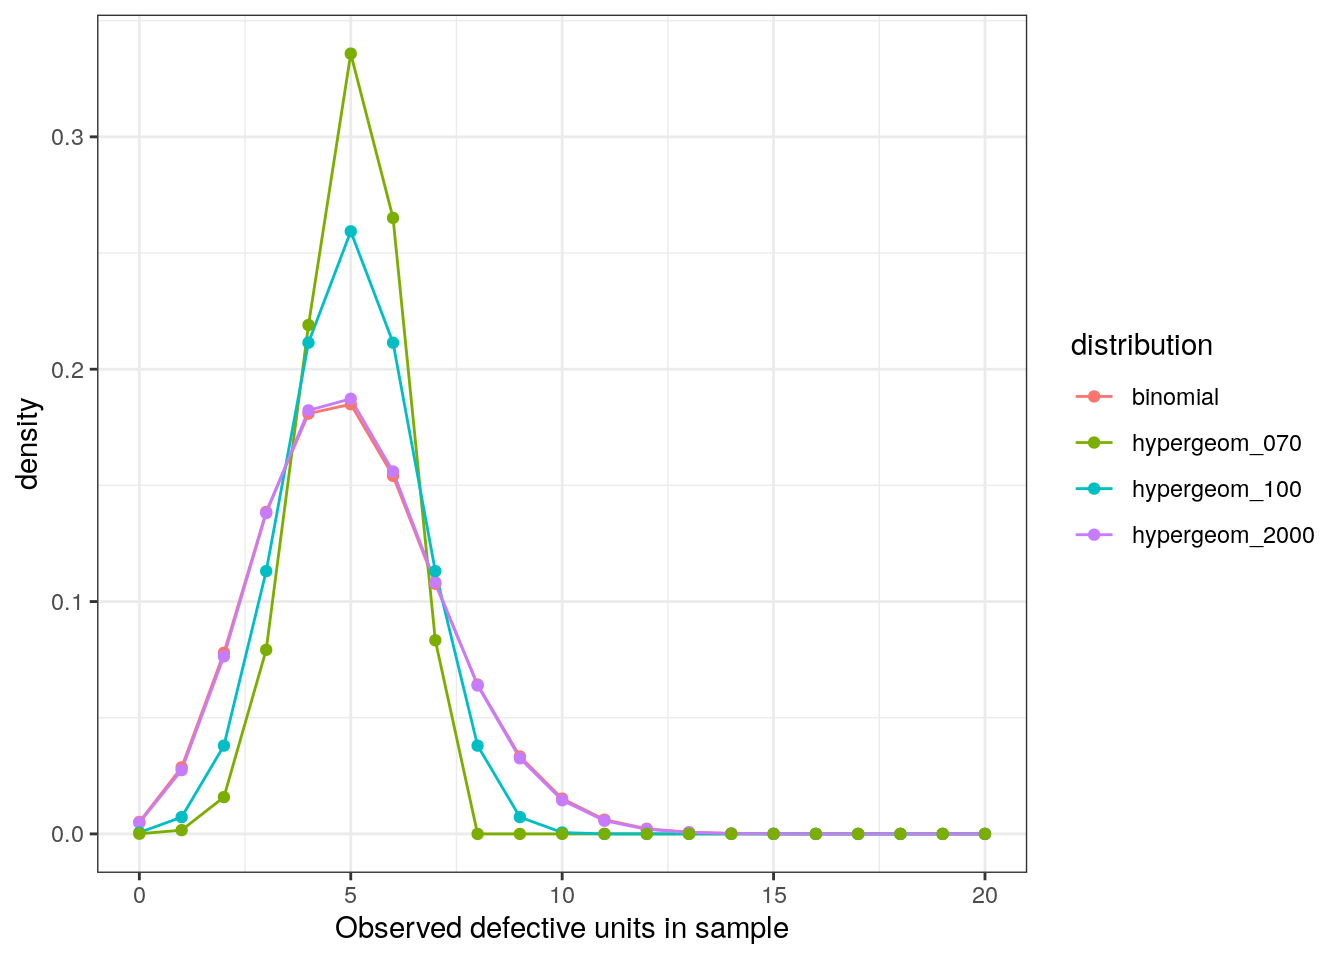 0.3
0.2
0.1
0.0
density
0 5 10 15 20
Observed defective units in sample
distribution
binomial
hypergeom_070
hypergeom_100
hypergeom_2000